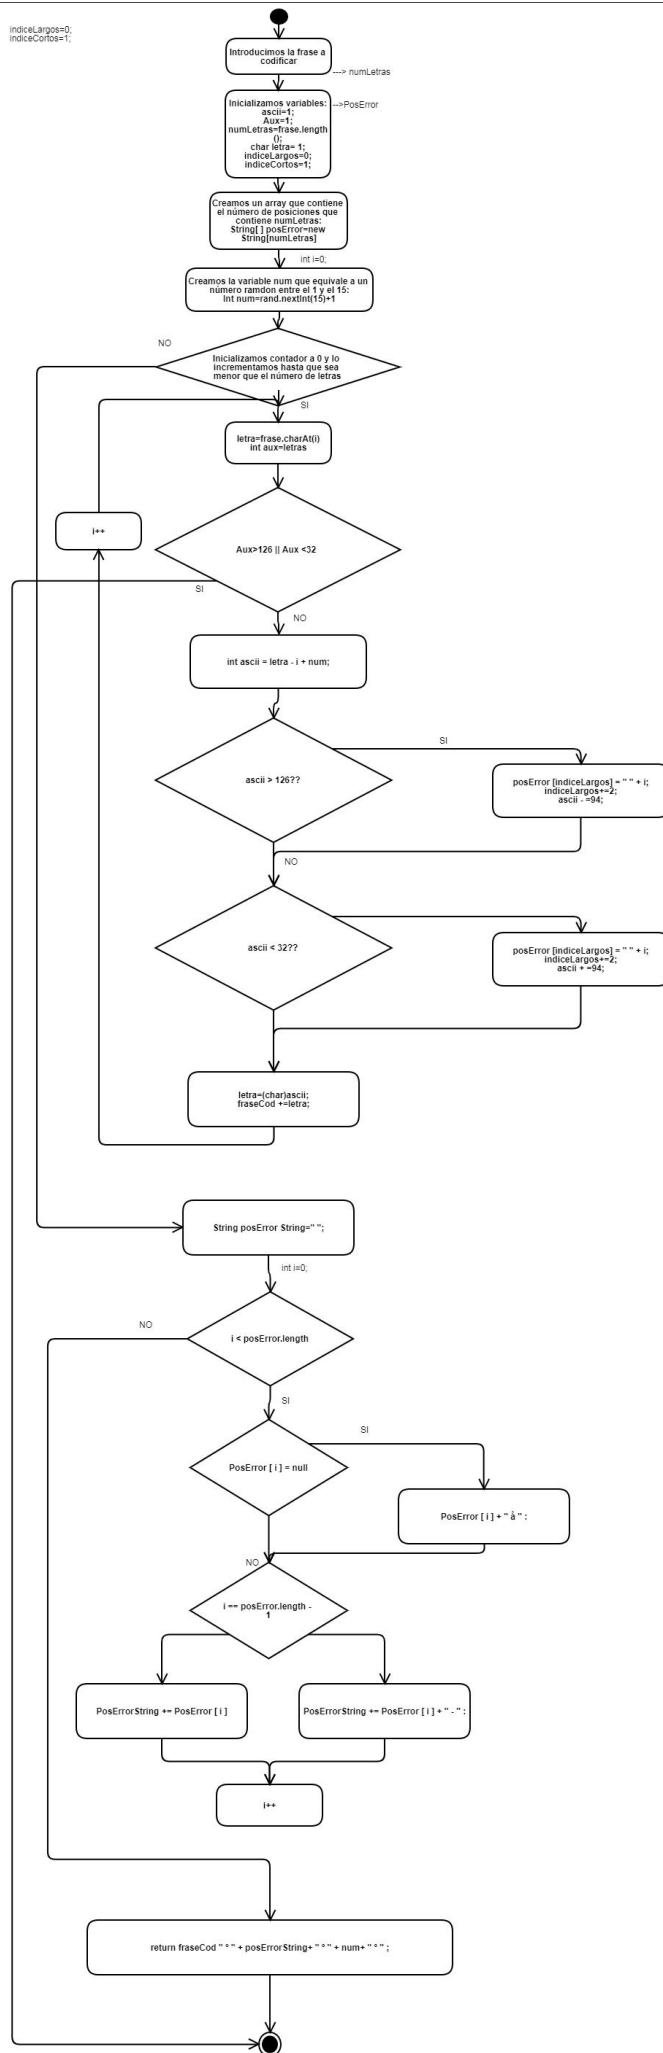 indiceLargos=0;
indiceCortos=1;
Introducimos la frase a
codificar
---> numLetras
Inicializamos variables:
ascii=1;
Aux=1;
numLetras=frase.length
();
char letra= 1;
indiceLargos=0;
indiceCortos=1;
-->PosError
Creamos un array que contiene
el número de posiciones que
contiene numLetras:
String[ ] posError=new
String[numLetras]
int i=0;
Creamos la variable num que equivale a un
número ramdon entre el 1 y el 15:
Int num=rand.nextInt(15)+1
NO
Inicializamos contador a 0 y lo
incrementamos hasta que sea
menor que el número de letras
SI
letra=frase.charAt(i)
int aux=letras
i++
Aux>126 || Aux <32
SI
NO
int ascii = letra - i + num;
SI
ascii > 126??
posError [indiceLargos] = " " + i;
indiceLargos+=2;
ascii - =94;
NO
ascii < 32??
posError [indiceLargos] = " " + i;
indiceLargos+=2;
ascii + =94;
letra=(char)ascii;
fraseCod +=letra;
String posError String=" ";
int i=0;
NO
i < posError.length
SI
SI
PosError [ i ] = null
PosError [ i ] + " å " :
NO
i == posError.length -
1
PosErrorString += PosError [ i ]
PosErrorString += PosError [ i ] + " - " :
i++
return fraseCod " º " + posErrorString+ " º " + num+ " º " ;